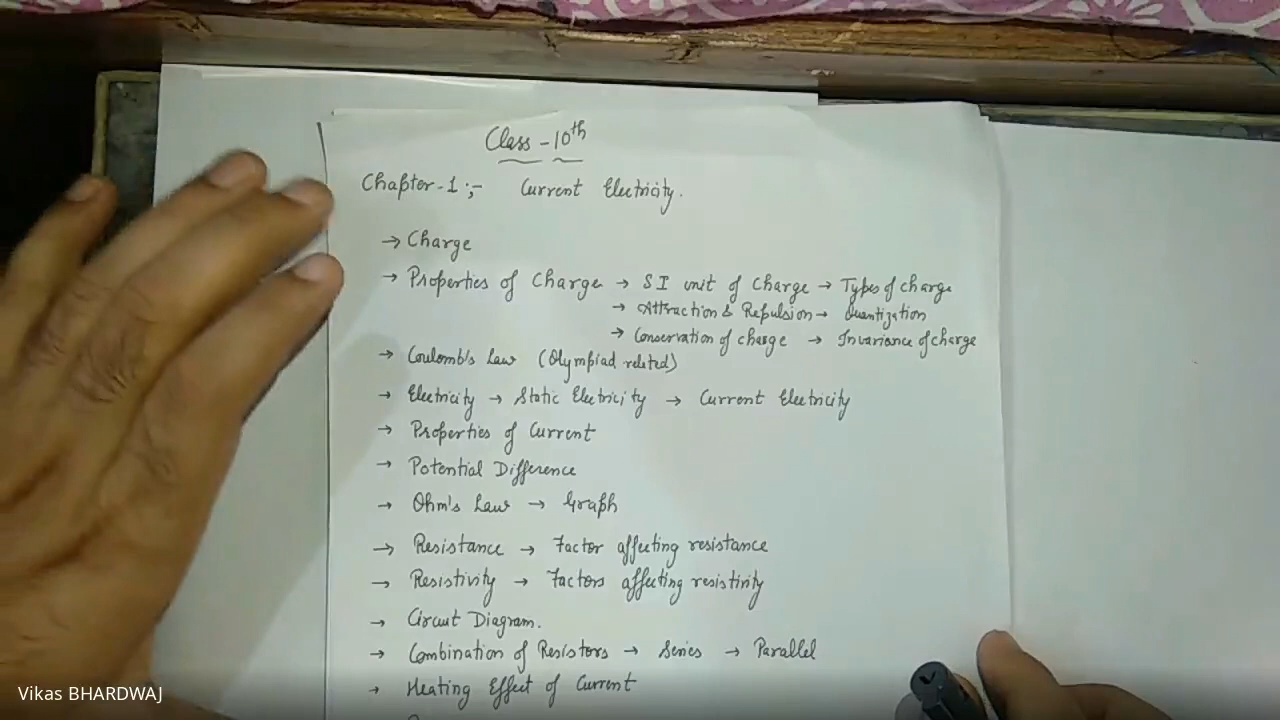 Class - 10th
Chapter-1 :- Current Electricity.
→ Charge
→ Properties of Charge → SI unit of Charge → Types of charge
→ Attraction & Repulsion → Quantization
→ Conservation of charge → Invariance of charge
→ Coulomb's Law (Olympiad related)
→ Electricity → Static Electricity → Current Electricity
→ Properties of Current
→ Potential Difference
→ Ohm's Law → Graph
→ Resistance → Factor affecting resistance
→ Resistivity → Factors affecting resistivity
→ Circuit Diagram.
→ Combination of Resistors → Series → Parallel
→ Heating Effect of Current
Vikas BHARDWAJ